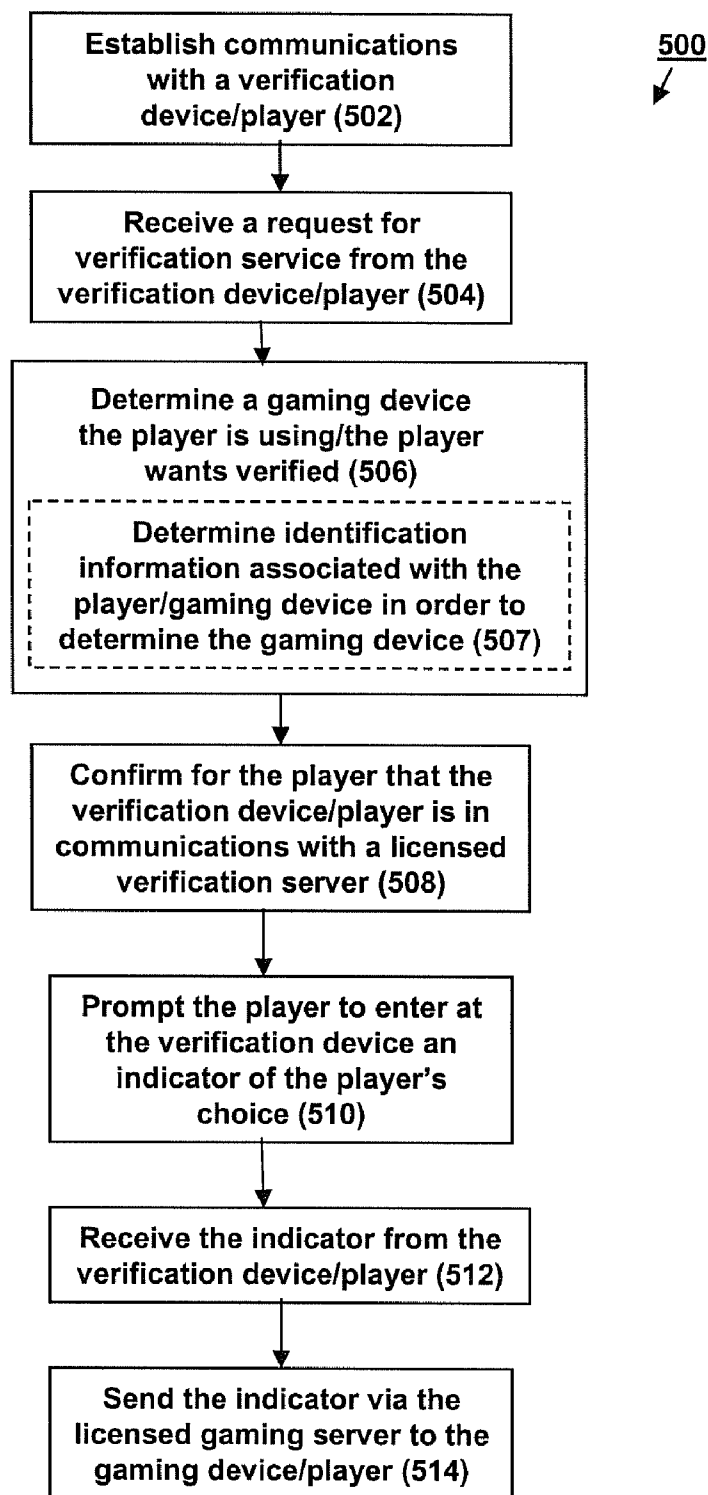 500
Establish communications
with a verification
device/player (502)
Receive a request for
verification service from the
verification device/player (504)
Determine a gaming device
the player is using/the player
wants verified (506)
Determine identification
information associated with the
player/gaming device in order to
determine the gaming device (507)
Confirm for the player that the
verification device/player is in
communications with a licensed
verification server (508)
Prompt the player to enter at
the verification device an
indicator of the player's
choice (510)
Receive the indicator from the
verification device/player (512)
Send the indicator via the
licensed gaming server to the
gaming device/player (514)